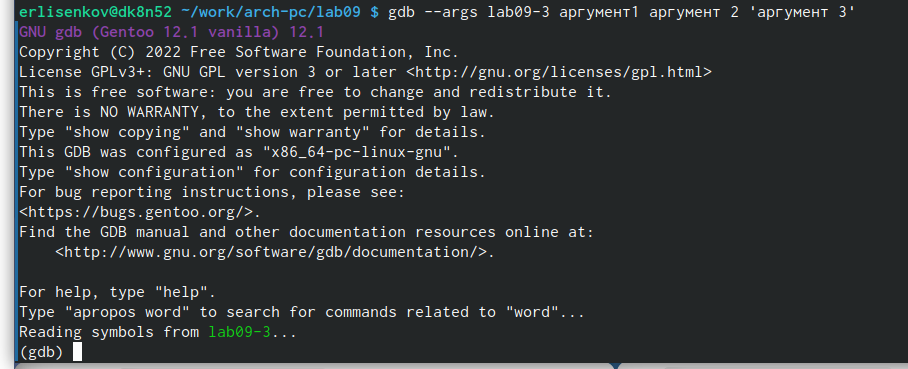 erlisenkov@dk8n52 ~/work/arch-pc/lab09 $ gdb --args lab09-3 аргумент1 аргумент 2 'аргумент 3'
GNU gdb (Gentoo 12.1 vanilla) 12.1
Copyright (C) 2022 Free Software Foundation, Inc.
License GPLv3+: GNU GPL version 3 or later <http://gnu.org/licenses/gpl.html>
This is free software: you are free to change and redistribute it.
There is NO WARRANTY, to the extent permitted by law.
Type "show copying" and "show warranty" for details.
This GDB was configured as "x86_64-pc-linux-gnu".
Type "show configuration" for configuration details.
For bug reporting instructions, please see:
<https://bugs.gentoo.org/>.
Find the GDB manual and other documentation resources online at:
    <http://www.gnu.org/software/gdb/documentation/>.

For help, type "help".
Type "apropos word" to search for commands related to "word"...
Reading symbols from lab09-3...
(gdb)